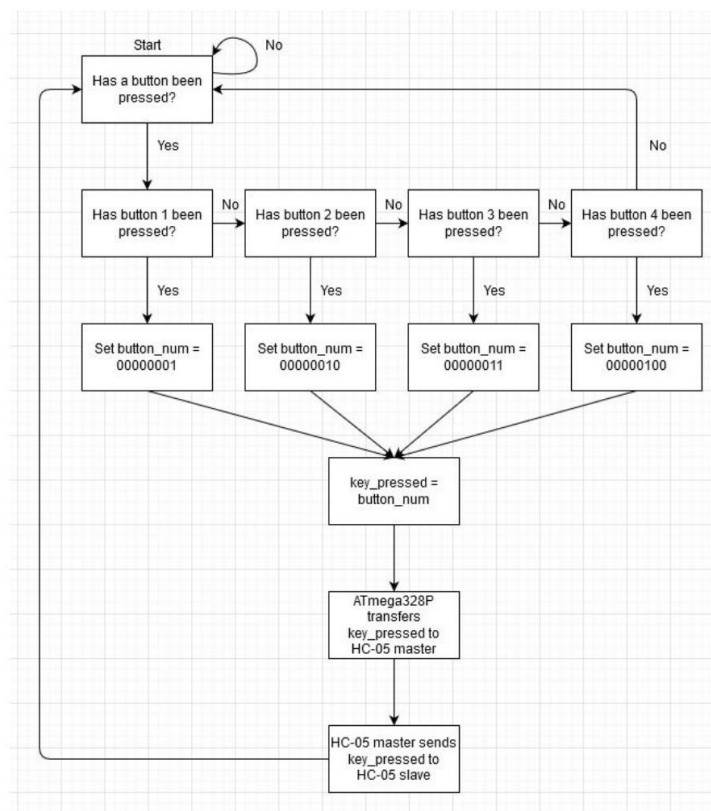 Start
No
Has a button been
pressed?
Yes
No
Has button 1 been
pressed?
No
Has button 2 been
pressed?
No
Has button 3 been
pressed?
No
Has button 4 been
pressed?
Yes
Yes
Yes
Yes
Set button_num =
00000001
Set button_num =
00000010
Set button_num =
00000011
Set button_num =
00000100
key_pressed =
button_num
ATmega328P
transfers
key_pressed to
HC-05 master
HC-05 master sends
key_pressed to
HC-05 slave